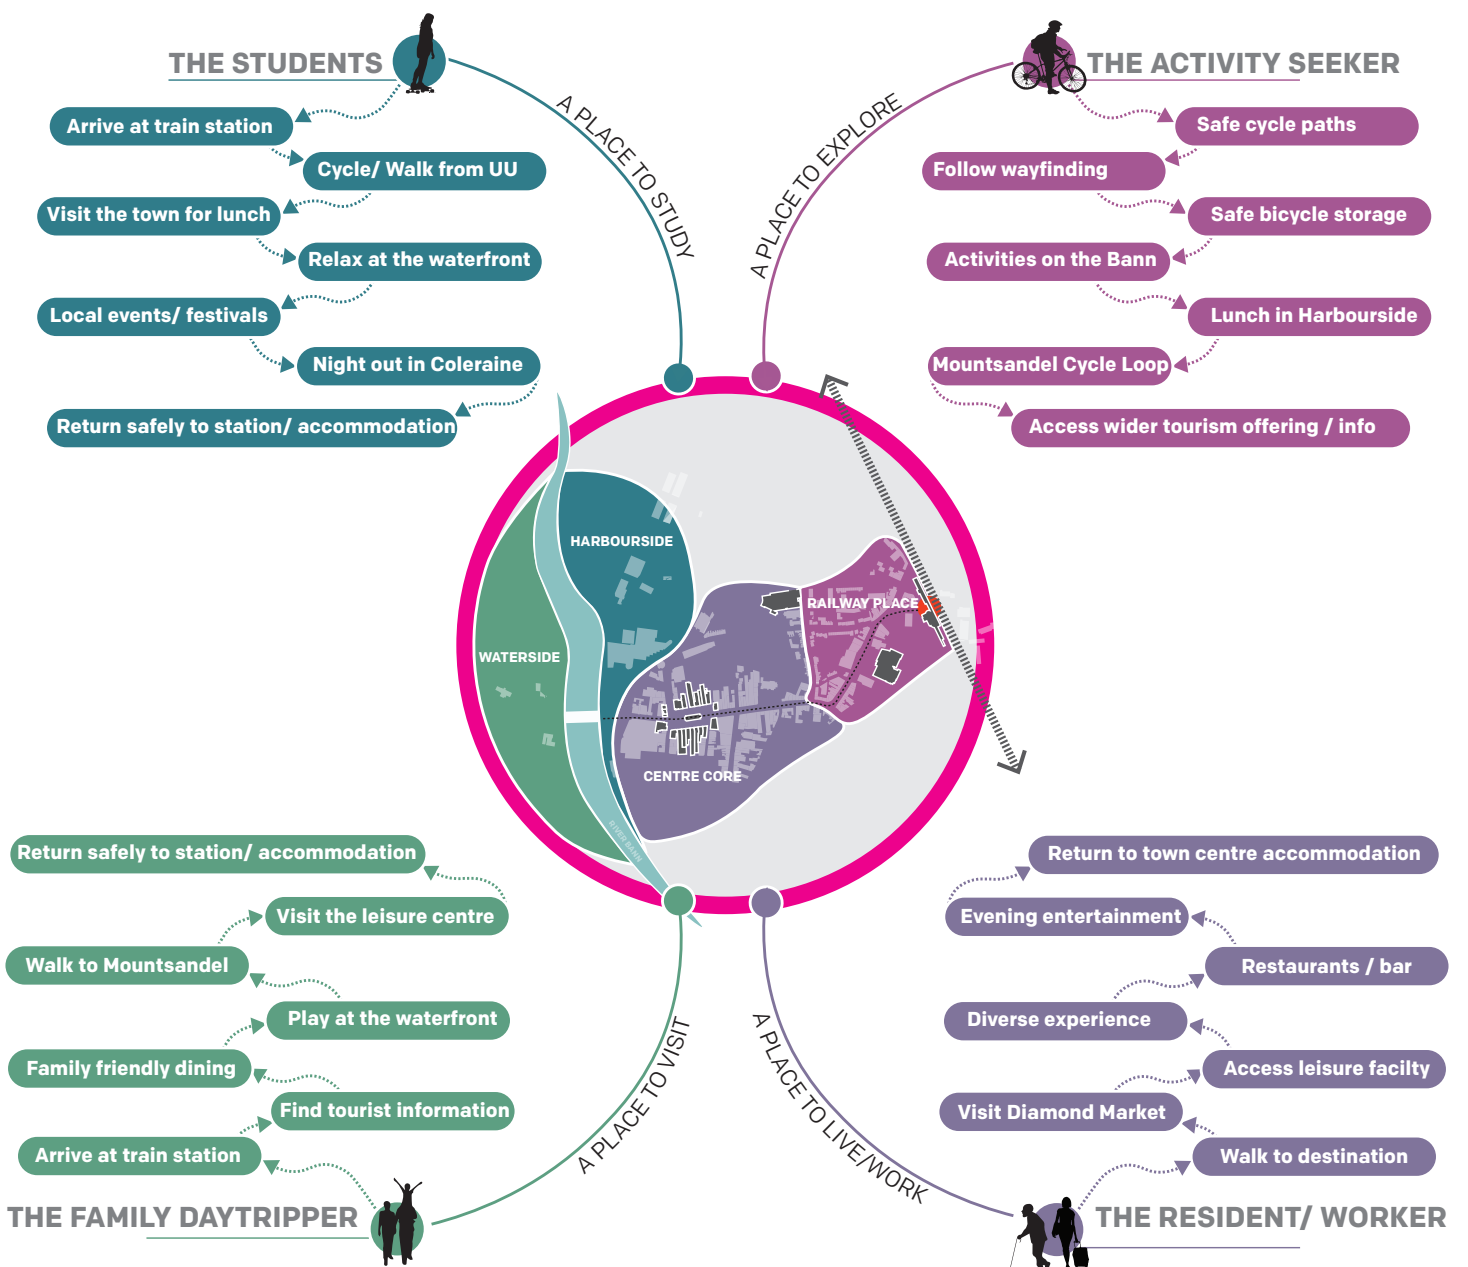 THE STUDENTS
Arrive at train station
Cycle/ Walk from UU
Visit the town for lunch
Relax at the waterfront
Local events/ festivals
Night out in Coleraine
Return safely to station/ accommodation
A PLACE TO STUDY
THE ACTIVITY SEEKER
Safe cycle paths
Follow wayfinding
Safe bicycle storage
Activities on the Bann
Lunch in Harbourside
Mountsandel Cycle Loop
Access wider tourism offering / info
A PLACE TO EXPLORE
HARBOURSIDE
RAILWAY PLACE
WATERSIDE
CENTRE CORE
RIVER BANN
Return safely to station/ accommodation
Visit the leisure centre
Walk to Mountsandel
Play at the waterfront
Family friendly dining
Find tourist information
Arrive at train station
THE FAMILY DAYTRIPPER
A PLACE TO VISIT
Return to town centre accommodation
Evening entertainment
Restaurants / bar
Diverse experience
Access leisure facilty
Visit Diamond Market
Walk to destination
THE RESIDENT/ WORKER
A PLACE TO LIVE/WORK